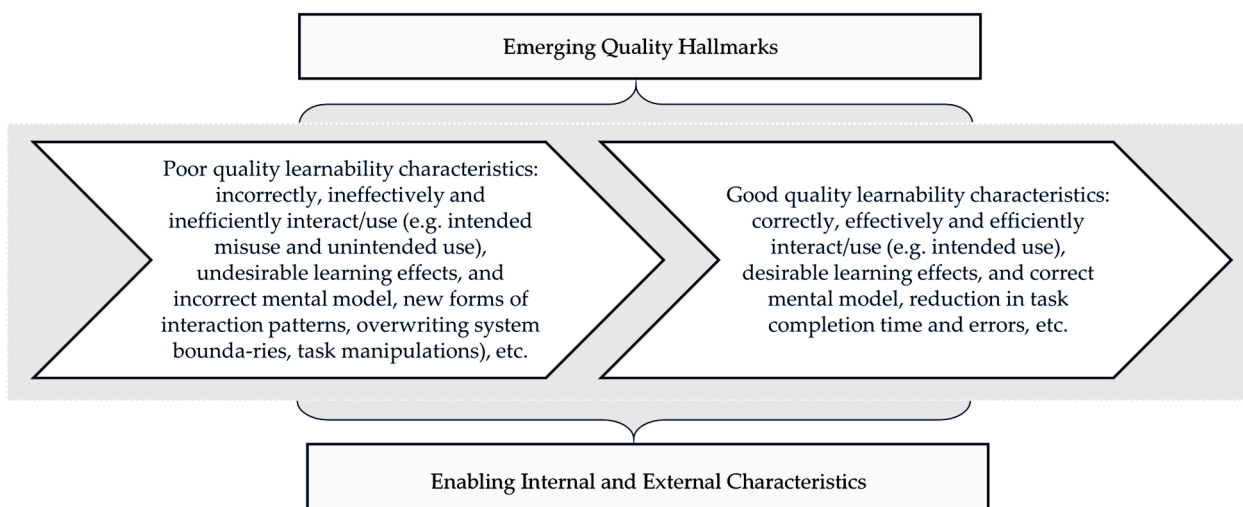 Emerging Quality Hallmarks
Poor quality learnability characteristics:
incorrectly, ineffectively and
inefficiently interact/use (e.g. intended
misuse and unintended use),
undesirable learning effects, and
incorrect mental model, new forms of
interaction patterns, overwriting system
bounda-ries, task manipulations), etc.
Good quality learnability characteristics:
correctly, effectively and efficiently
interact/use (e.g. intended use),
desirable learning effects, and correct
mental model, reduction in task
completion time and errors, etc.
Enabling Internal and External Characteristics